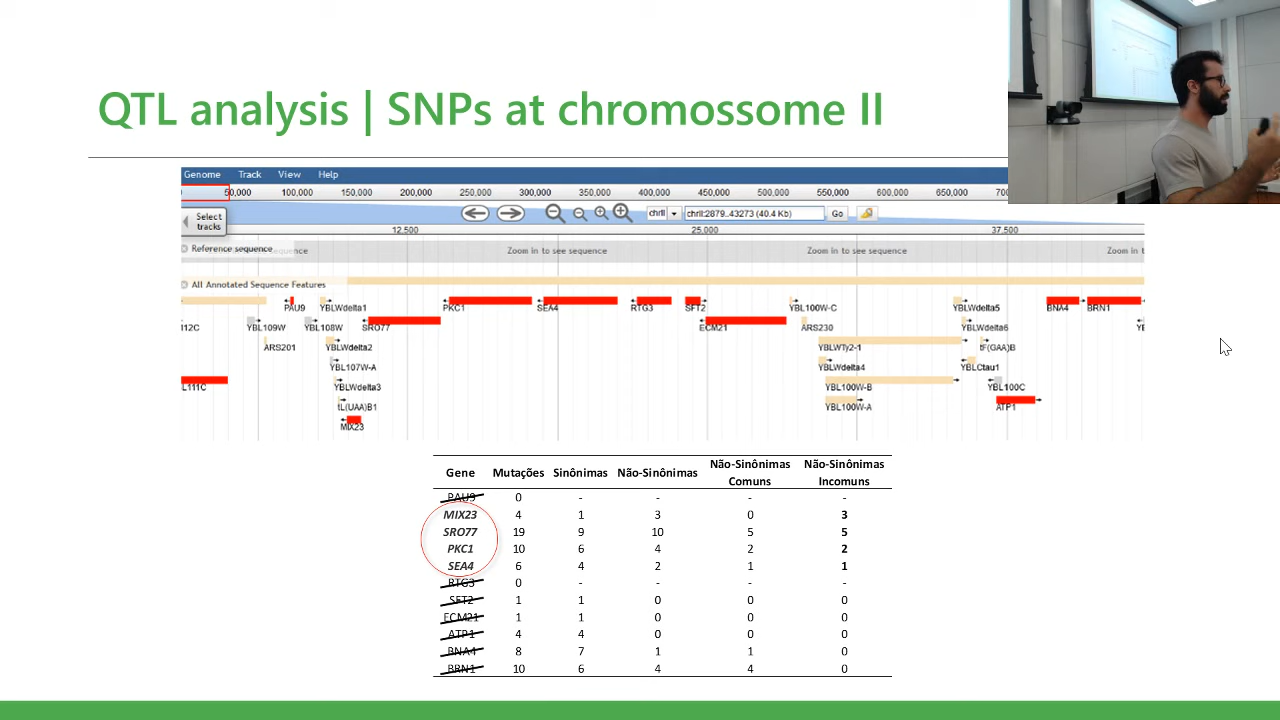 QTL analysis | SNPs at chromossome II
Genome Track View Help
50,000 100,000 150,000 200,000 250,000 300,000 350,000 400,000 450,000 500,000 550,000 600,000 650,000
Select tracks
chrII chrII:2879..43273 (40.4 Kb) Go
12,500 25,000 37,500
Reference sequence Zoom in to see sequence Zoom in to see sequence
All Annotated Sequence Features
PAU9 YBLWdelta1 PKC1 SEA4 RTG3 SFT2 YBL100W-C YBLWdelta5 BNA4 BRN1
YBL109W YBL108W SRO77 ECM21 ARS230 YBLWdelta6
ARS201 YBLWdelta2 YBLWTy2-1 tF(GAA)B
YBL107W-A YBLWdelta4 YBLCtau1
L111C YBLWdelta3 YBL100W-B YBL100C
tL(UAA)B1 YBL100W-A ATP1
MIX23
Gene Mutações Sinônimas Não-Sinônimas Não-Sinônimas Comuns Não-Sinônimas Incomuns
PAU9 0 - - - -
MIX23 4 1 3 0 3
SRO77 19 9 10 5 5
PKC1 10 6 4 2 2
SEA4 6 4 2 1 1
RTG3 0 - - - -
SFT2 1 1 0 0 0
ECM21 1 1 0 0 0
ATP1 4 4 0 0 0
BNA4 8 7 1 1 0
BRN1 10 6 4 4 0